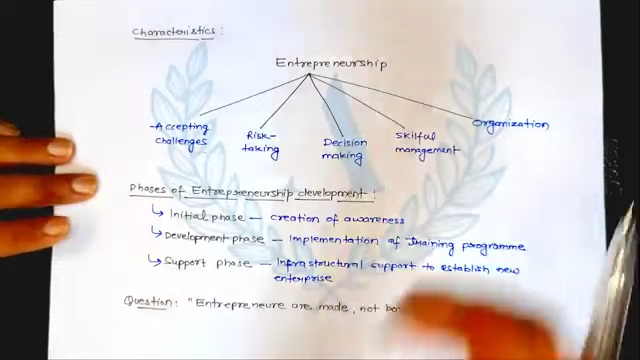 Characteristics:
Entrepreneurship
Accepting challenges
Risk-taking
Decision making
Skilful management
Organization
Phases of Entrepreneurship development:
↳ Initial phase — creation of awareness
↳ Development phase — Implementation of training programme
↳ Support phase — Infrastructural support to establish new
enterprise
Question: "Entrepreneure are made, not